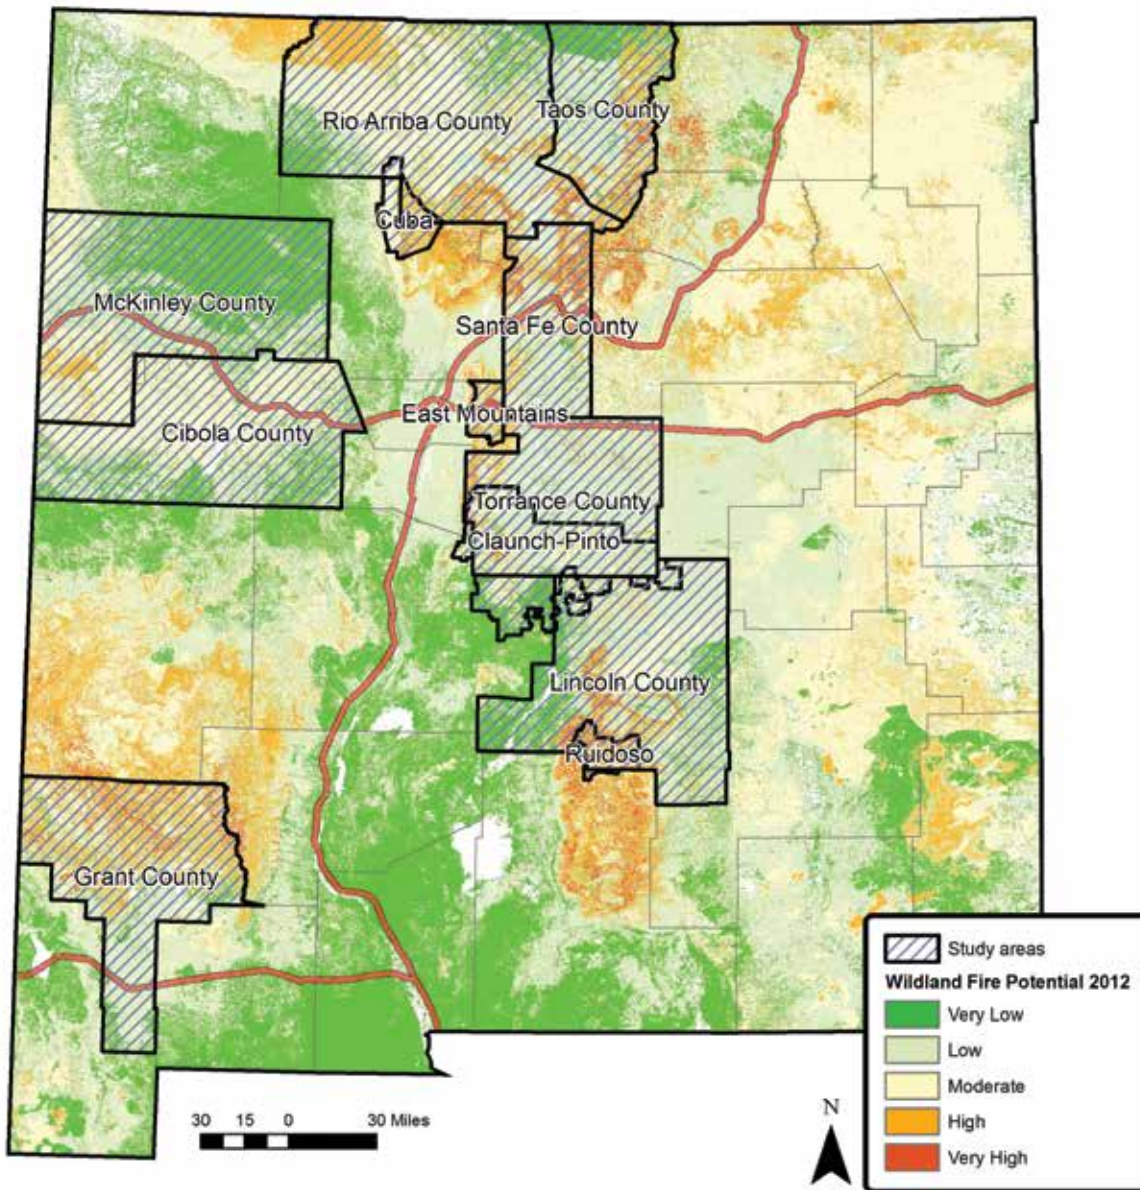 Rio Arriba County
Taos County
Cuba
McKinley County
Santa Fe County
East Mountains
Cibola County
Torrance County
Claunch-Pinto
Lincoln County
Ruidoso
Grant County
Study areas
Wildland Fire Potential 2012
Very Low
Low
Moderate
High
Very High
30 15 0 30 Miles
N